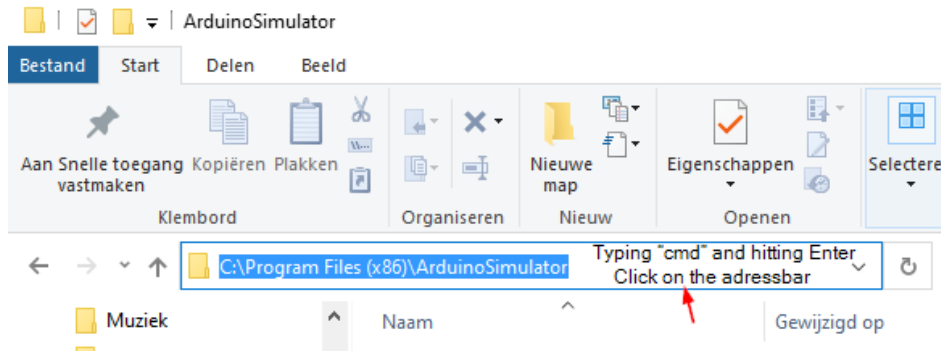 ArduinoSimulator
Bestand Start Delen Beeld
Aan Snelle toegang vastmaken
Kopiëren Plakken
Nieuwe map
Eigenschappen
Selectere
Klembord Organiseren Nieuw Openen
C:\Program Files (x86)\ArduinoSimulator
Typing "cmd" and hitting Enter
Click on the adressbar
Muziek Naam Gewijzigd op